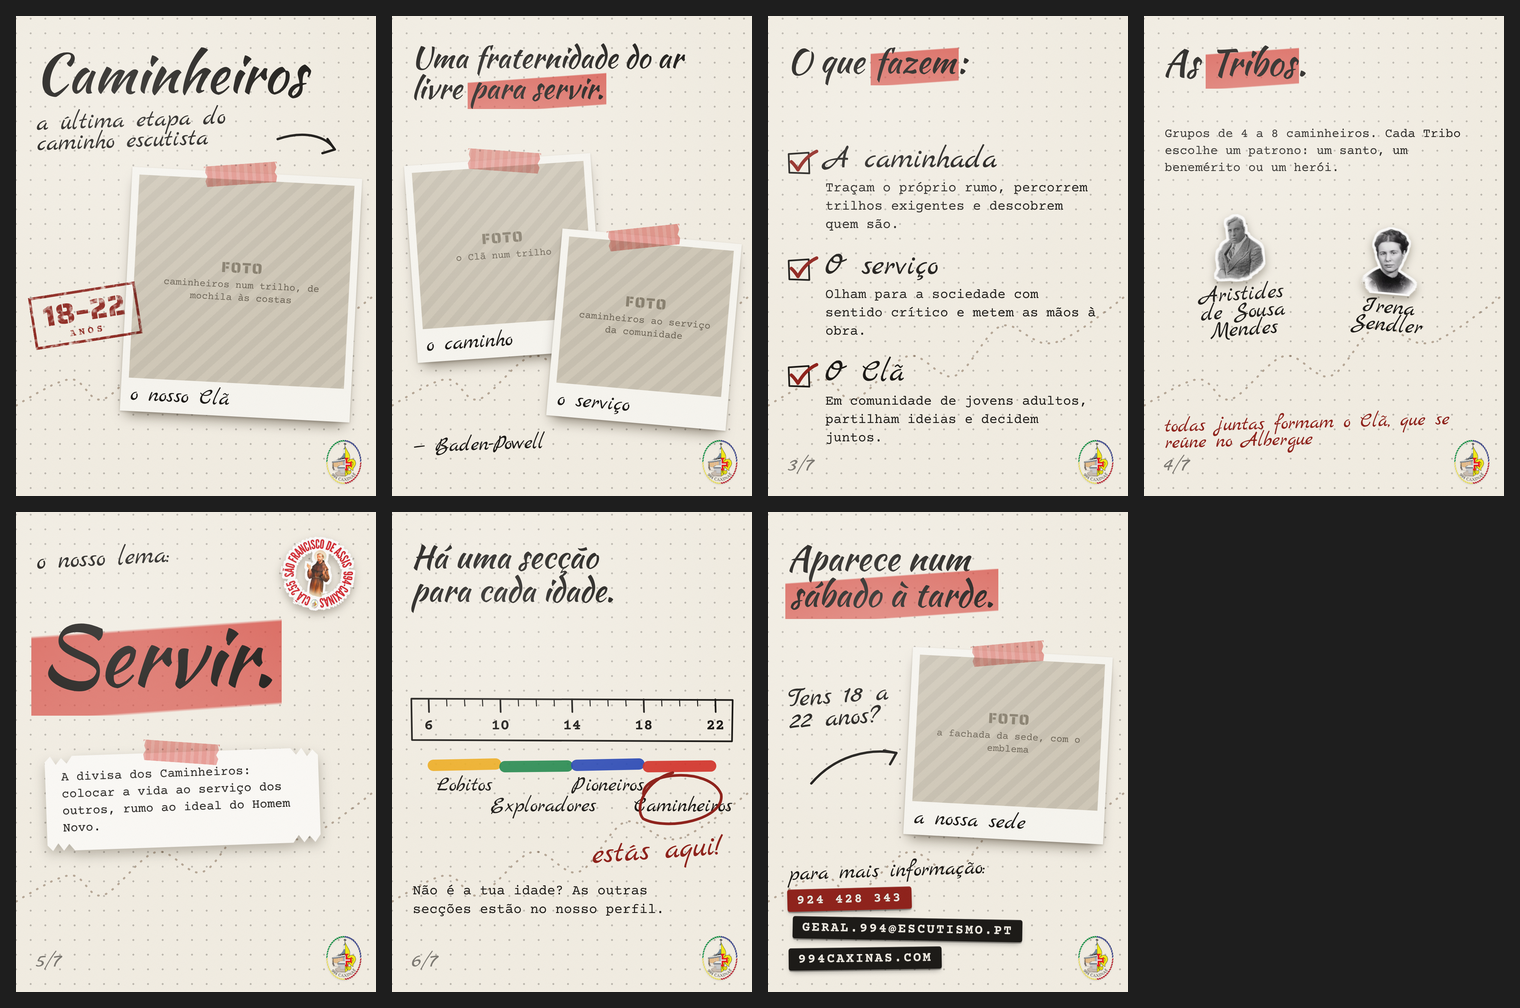 Caminheiros
a última etapa do
caminho escutista
FOTO
caminheiros num trilho, de
mochila às costas
18-22
ANOS
o nosso Clã
Uma fraternidade do ar
livre para servir.
FOTO
o Clã num trilho
o caminho
FOTO
caminheiros ao serviço
da comunidade
o serviço
— Baden-Powell
O que fazem:
A caminhada
Traçam o próprio rumo, percorrem
trilhos exigentes e descobrem
quem são.
O serviço
Olham para a sociedade com
sentido crítico e metem as mãos à
obra.
O Clã
Em comunidade de jovens adultos,
partilham ideias e decidem
juntos.
3/7
As Tribos.
Grupos de 4 a 8 caminheiros. Cada Tribo
escolhe um patrono: um santo, um
benemérito ou um herói.
Aristides
de Sousa
Mendes
Irena
Sendler
todas juntas formam o Clã, que se
reúne no Albergue
4/7
o nosso lema:
CLÃ 255 SÃO FRANCISCO DE ASSIS 994-CAXINAS
Servir.
A divisa dos Caminheiros:
colocar a vida ao serviço dos
outros, rumo ao ideal do Homem
Novo.
5/7
Há uma secção
para cada idade.
6 10 14 18 22
Lobitos
Pioneiros
Exploradores
Caminheiros
estás aqui!
Não é a tua idade? As outras
secções estão no nosso perfil.
6/7
Aparece num
sábado à tarde.
Tens 18 a
22 anos?
FOTO
a fachada da sede, com o
emblema
a nossa sede
para mais informação:
924 428 343
GERAL.994@ESCUTISMO.PT
994CAXINAS.COM